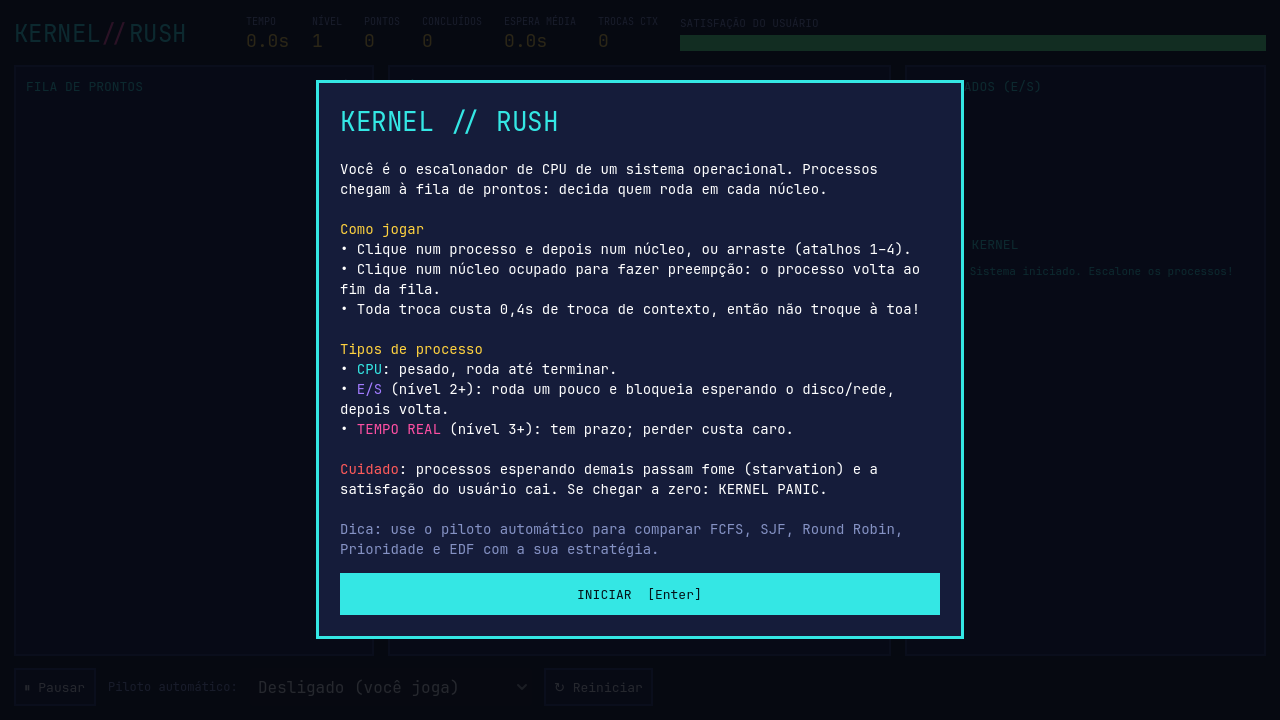 KERNEL//RUSH
TEMPO NÍVEL PONTOS CONCLUÍDOS ESPERA MÉDIA TROCAS CTX SATISFAÇÃO DO USUÁRIO
0.0s 1 0 0 0.0s 0
FILA DE PRONTOS
ADOS (E/S)
KERNEL // RUSH
Você é o escalonador de CPU de um sistema operacional. Processos
chegam à fila de prontos: decida quem roda em cada núcleo.
Como jogar
• Clique num processo e depois num núcleo, ou arraste (atalhos 1–4).
• Clique num núcleo ocupado para fazer preempção: o processo volta ao
fim da fila.
• Toda troca custa 0,4s de troca de contexto, então não troque à toa!
Tipos de processo
• CPU: pesado, roda até terminar.
• E/S (nível 2+): roda um pouco e bloqueia esperando o disco/rede,
depois volta.
• TEMPO REAL (nível 3+): tem prazo; perder custa caro.
Cuidado: processos esperando demais passam fome (starvation) e a
satisfação do usuário cai. Se chegar a zero: KERNEL PANIC.
Dica: use o piloto automático para comparar FCFS, SJF, Round Robin,
Prioridade e EDF com a sua estratégia.
INICIAR [Enter]
KERNEL
Sistema iniciado. Escalone os processos!
⏸ Pausar Piloto automático: Desligado (você joga) ↻ Reiniciar